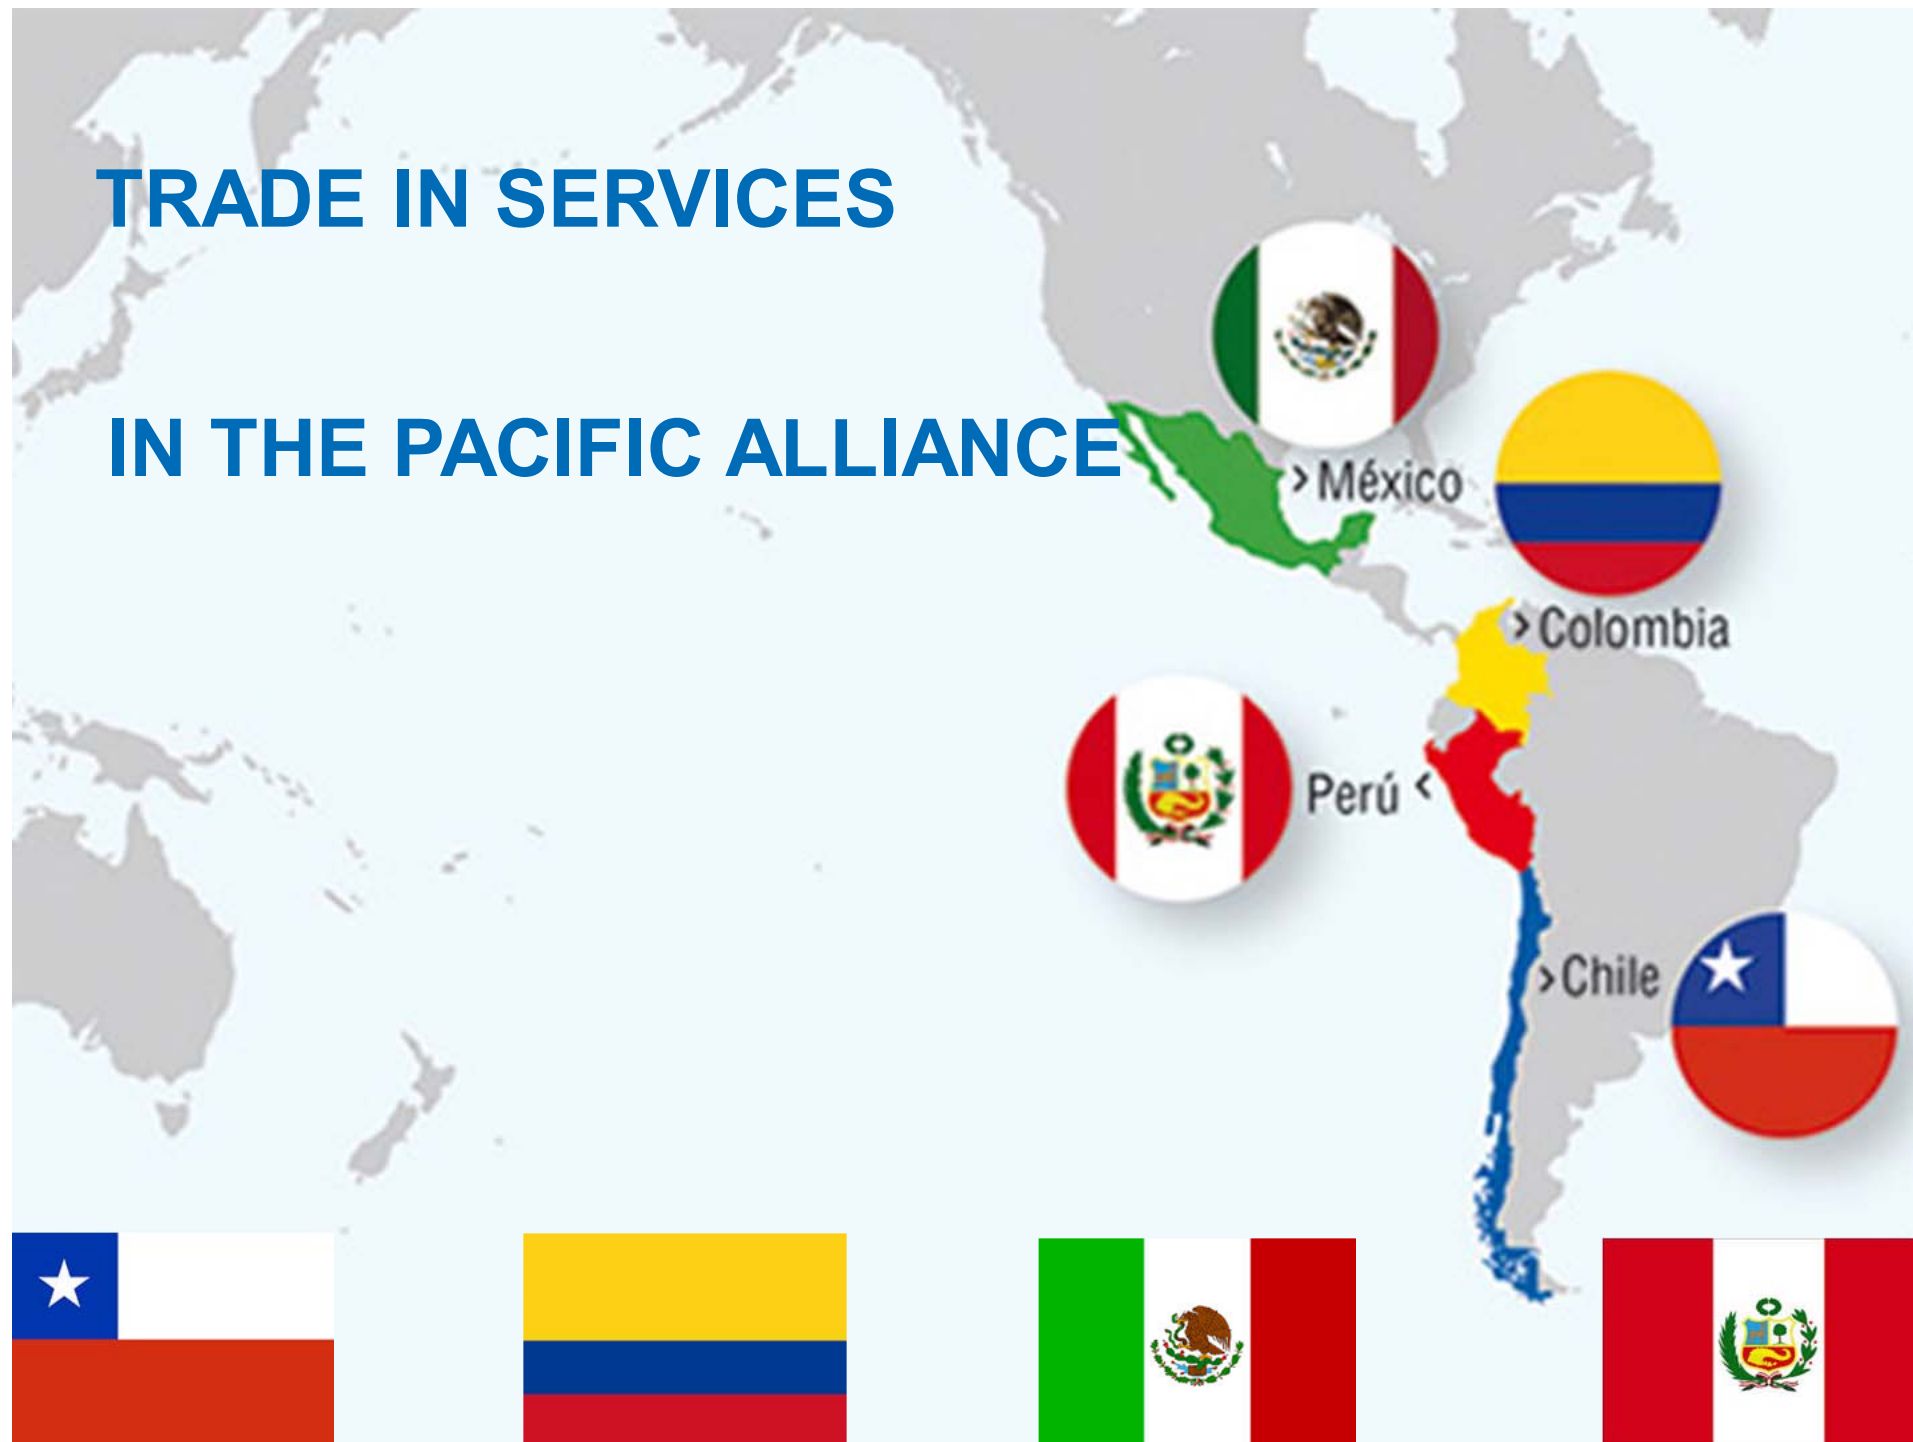 TRADE IN SERVICES
IN THE PACIFIC ALLIANCE
> México
> Colombia
Perú <
> Chile